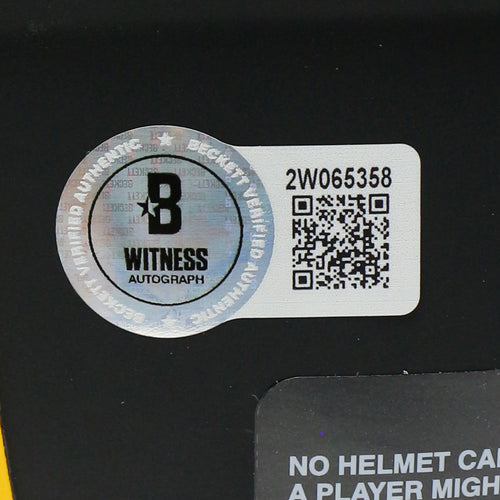 BECKETT VERIFIED AUTHENTIC
BECKETT VERIFIED AUTHENTIC
B
WITNESS
AUTOGRAPH
2W065358
NO HELMET CA
A PLAYER MIGH